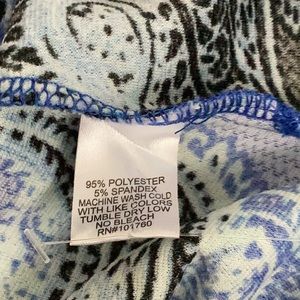 95% POLYESTER
5% SPANDEX
MACHINE WASH COLD
WITH LIKE COLORS
TUMBLE DRY LOW
NO BLEACH
RN#101760